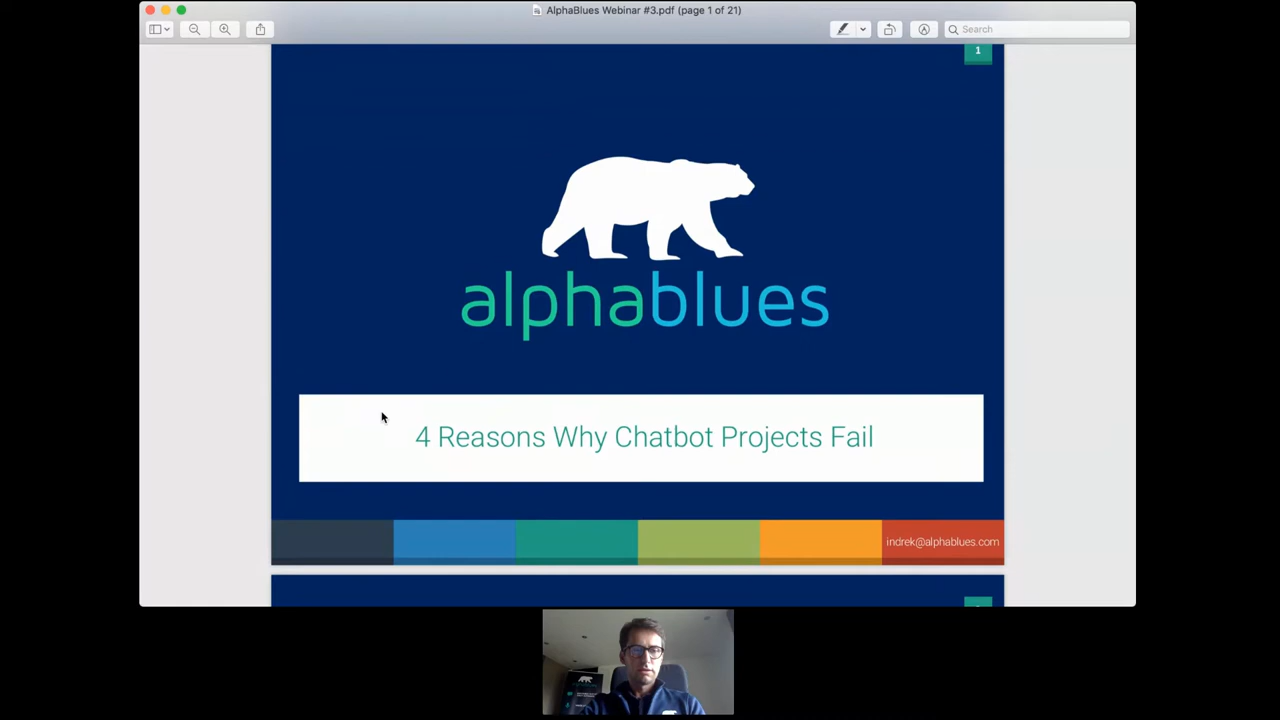 AlphaBlues Webinar #3.pdf (page 1 of 21)
Search
1
alphablues
4 Reasons Why Chatbot Projects Fail
indrek@alphablues.com
alphablues